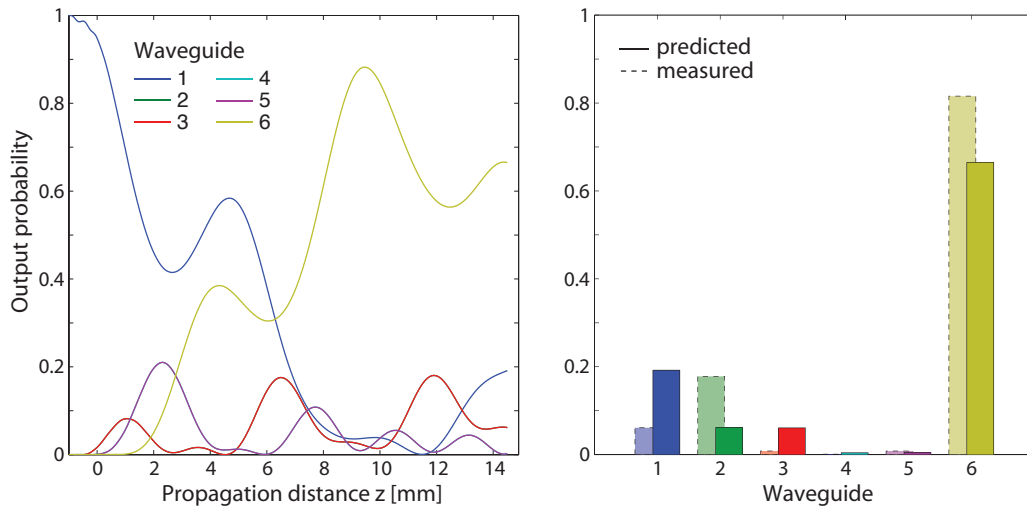 1
0.8
0.6
0.4
0.2
0
Output probability
Waveguide
1 4
2 5
3 6
0 2 4 6 8 10 12 14
Propagation distance z [mm]
1
0.8
0.6
0.4
0.2
0
predicted
measured
1 2 3 4 5 6
Waveguide